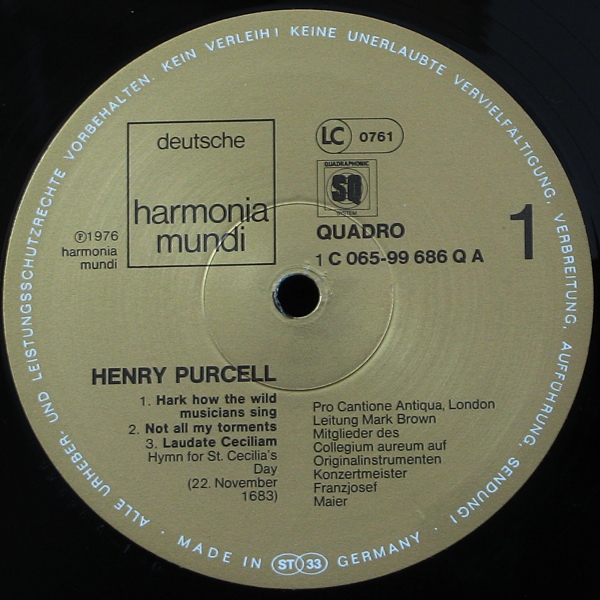 ALLE URHEBER- UND LEISTUNGSSCHUTZRECHTE VORBEHALTEN. KEIN VERLEIH! KEINE UNERLAUBTE VERVIELFÄLTIGUNG, VERBREITUNG, AUFFÜHRUNG, SENDUNG!
deutsche
harmonia
mundi
LC 0761
QUADRAPHONIC
SQ
SYSTEM
QUADRO
1
1 C 065-99 686 Q A
℗1976
harmonia
mundi
HENRY PURCELL
1. Hark how the wild
musicians sing
2. Not all my torments
3. Laudate Ceciliam
Hymn for St. Cecilia's
Day
(22. November
1683)
Pro Cantione Antiqua, London
Leitung Mark Brown
Mitglieder des
Collegium aureum auf
Originalinstrumenten
Konzertmeister
Franzjosef
Maier
· MADE IN ST 33 GERMANY ·